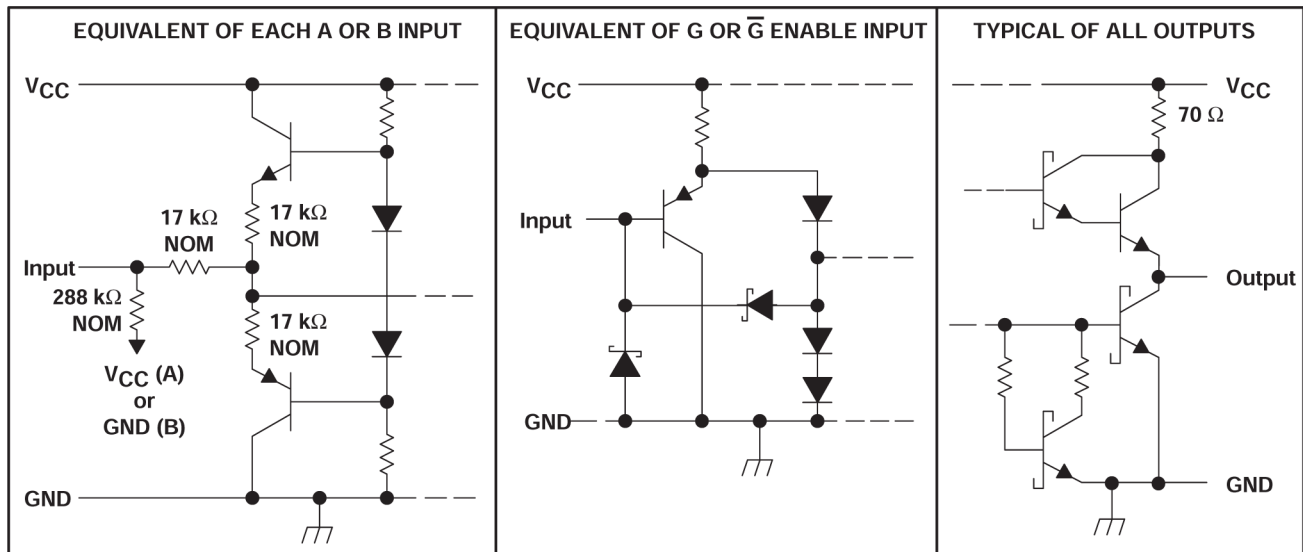 EQUIVALENT OF EACH A OR B INPUT
VCC
17 kΩ
NOM
17 kΩ
NOM
Input
288 kΩ
NOM
17 kΩ
NOM
VCC (A)
or
GND (B)
GND
EQUIVALENT OF G OR G̅ ENABLE INPUT
VCC
Input
GND
TYPICAL OF ALL OUTPUTS
VCC
70 Ω
Output
GND